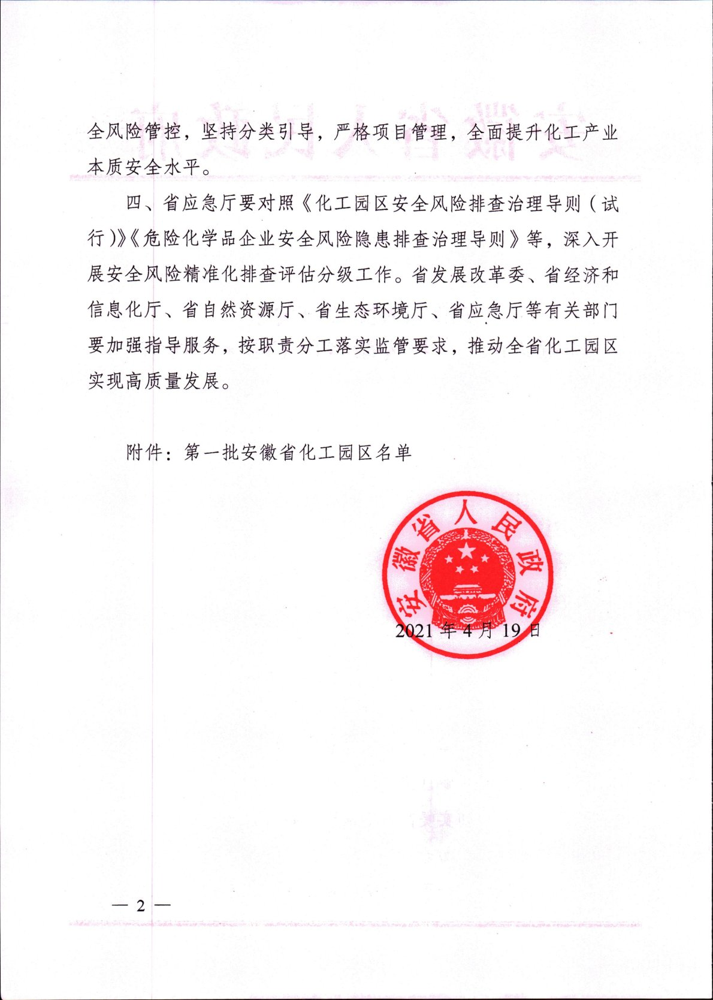 全风险管控，坚持分类引导，严格项目管理，全面提升化工产业
本质安全水平。
四、省应急厅要对照《化工园区安全风险排查治理导则（试
行）》《危险化学品企业安全风险隐患排查治理导则》等，深入开
展安全风险精准化排查评估分级工作。省发展改革委、省经济和
信息化厅、省自然资源厅、省生态环境厅、省应急厅等有关部门
要加强指导服务，按职责分工落实监管要求，推动全省化工园区
实现高质量发展。
附件：第一批安徽省化工园区名单
安徽省人民政府
2021 年 4 月 19 日
— 2 —